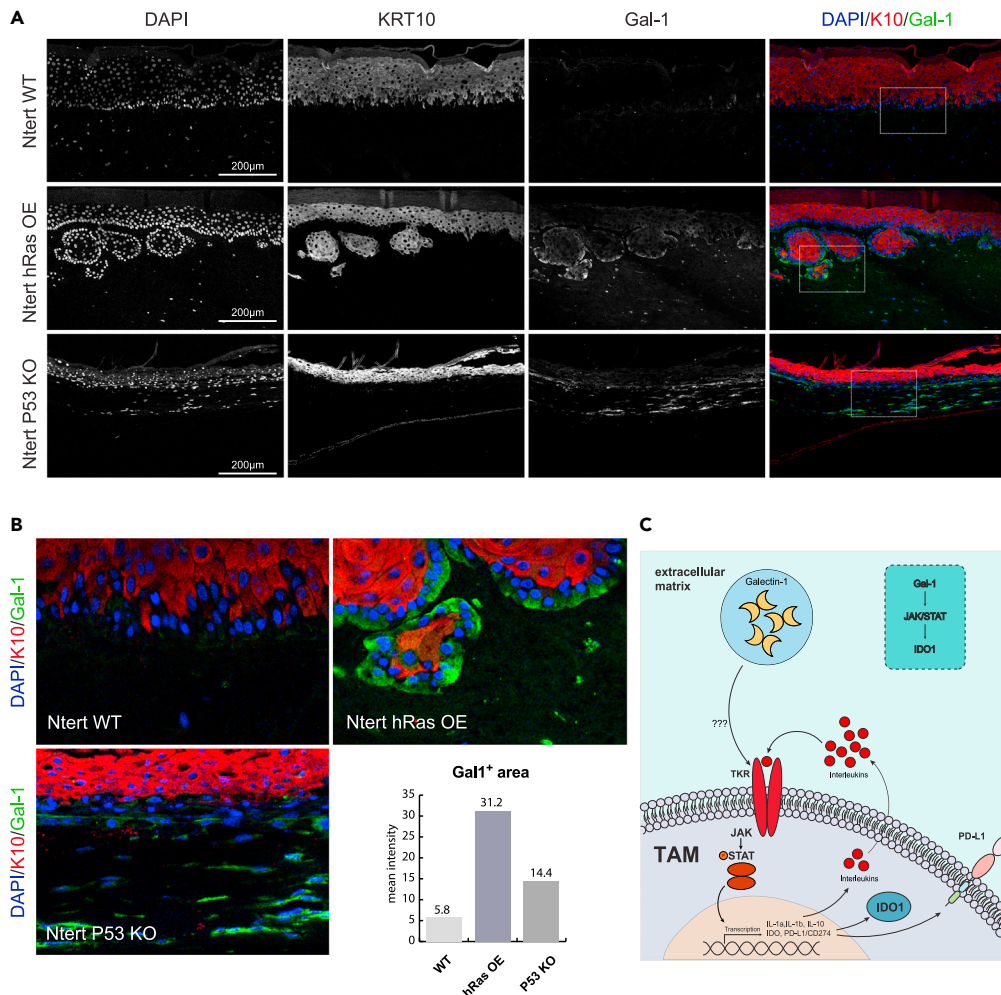 A
DAPI
KRT10
Gal-1
DAPI/K10/Gal-1
Ntert WT
200µm
Ntert hRas OE
200µm
Ntert P53 KO
200µm
B
DAPI/K10/Gal-1
Ntert WT
Ntert hRas OE
DAPI/K10/Gal-1
Ntert P53 KO
Gal1+ area
mean intensity
35
30
25
20
15
10
5
0
5.8
31.2
14.4
WT
hRas OE
P53 KO
C
extracellular
matrix
Galectin-1
Gal-1
JAK/STAT
IDO1
???
TKR
Interleukins
JAK
STAT
TAM
Interleukins
PD-L1
IDO1
Transcription
IL-1a,IL-1b, IL-10
IDO, PD-L1/CD274